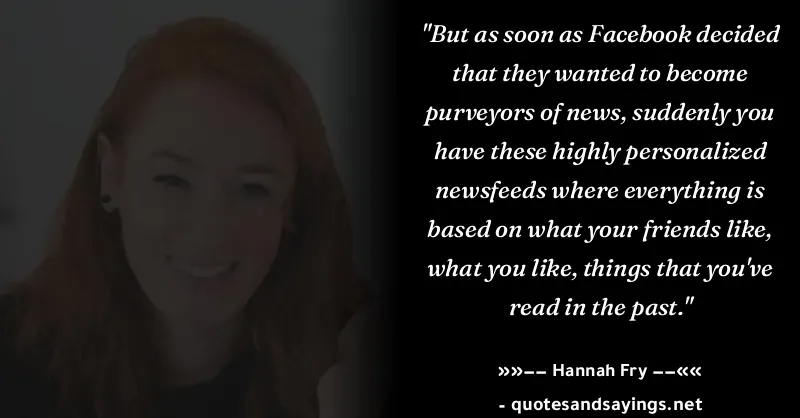 "But as soon as Facebook decided
that they wanted to become
purveyors of news, suddenly you
have these highly personalized
newsfeeds where everything is
based on what your friends like,
what you like, things that you've
read in the past."
»»−− Hannah Fry −−««
- quotesandsayings.net